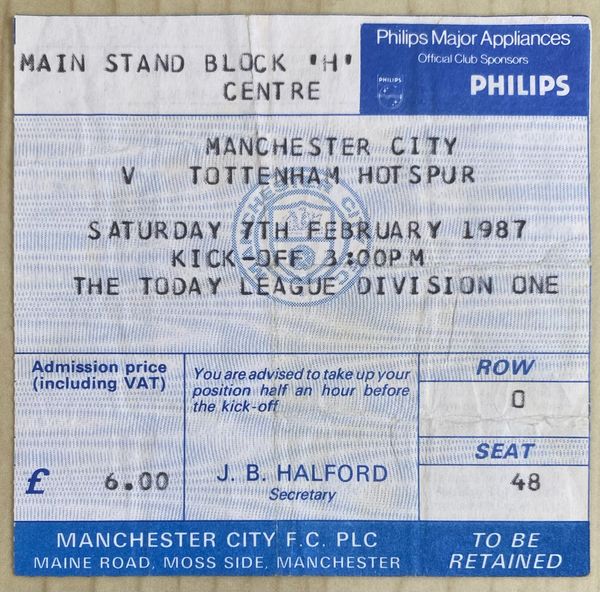 MAIN STAND BLOCK 'H'
CENTRE
Philips Major Appliances
Official Club Sponsors
PHILIPS
PHILIPS
MANCHESTER CITY
V TOTTENHAM HOTSPUR
SATURDAY 7TH FEBRUARY 1987
KICK-OFF 3:00PM
THE TODAY LEAGUE DIVISION ONE
MANCHESTER CITY F.C.
Admission price
(including VAT)
£ 6.00
You are advised to take up your
position half an hour before
the kick-off
J. B. HALFORD
Secretary
ROW
O
SEAT
48
MANCHESTER CITY F.C. PLC
MAINE ROAD, MOSS SIDE, MANCHESTER
TO BE
RETAINED